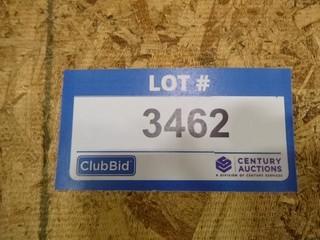 LOT #
3462
ClubBid
CENTURY
AUCTIONS
A DIVISION OF CENTURY SERVICES